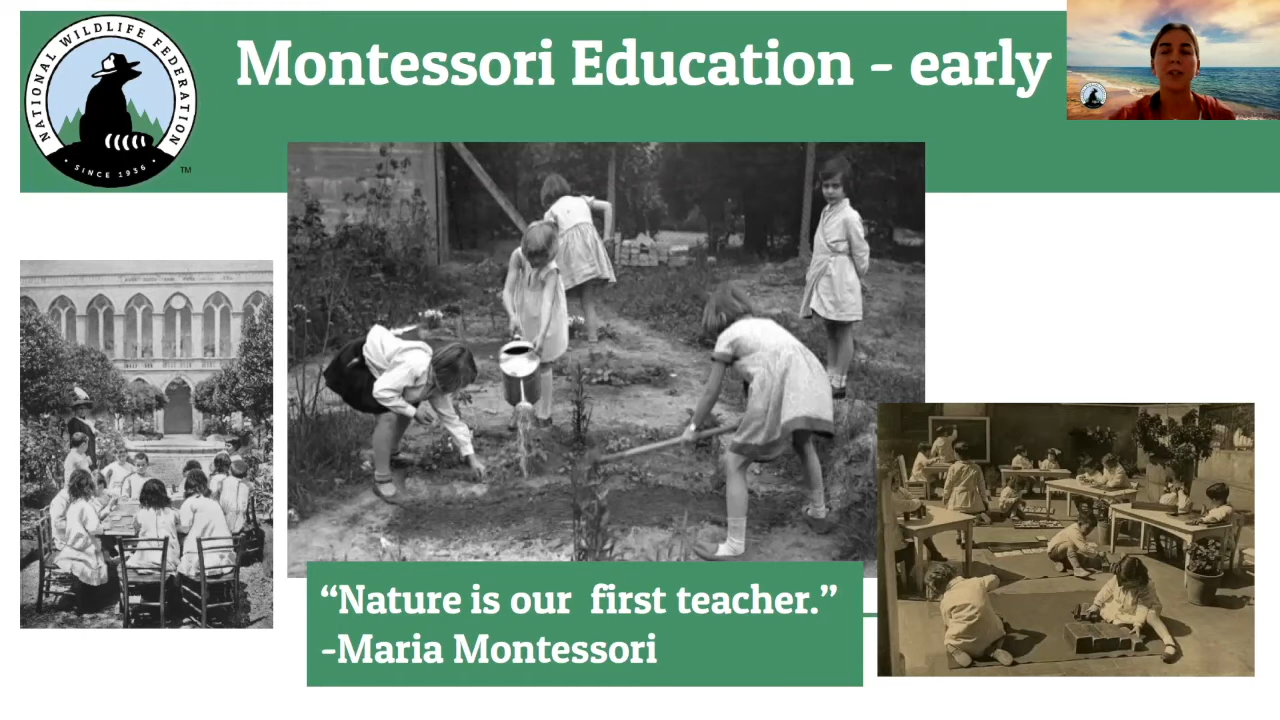 NATIONAL WILDLIFE FEDERATION
• SINCE 1936 •
TM
Montessori Education - early
“Nature is our first teacher.”
-Maria Montessori